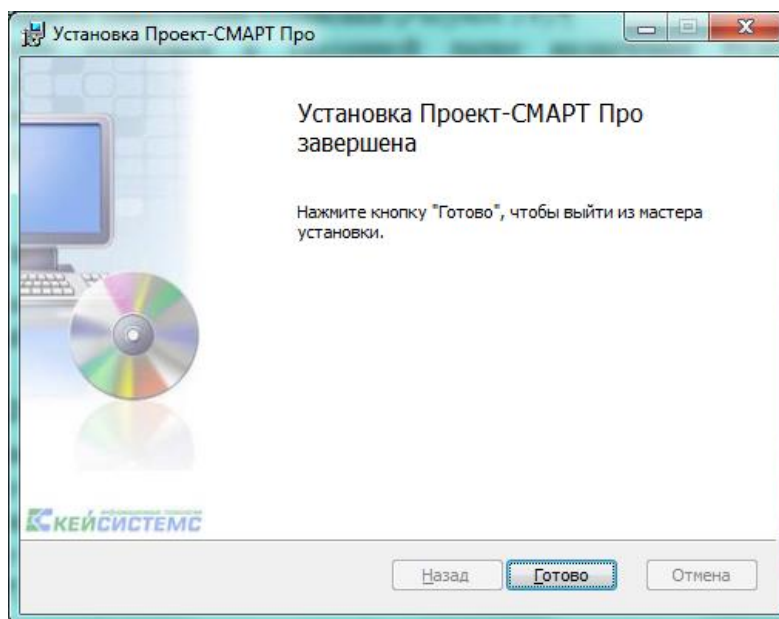 Установка Проект-СМАРТ Про
Установка Проект-СМАРТ Про
завершена
Нажмите кнопку "Готово", чтобы выйти из мастера
установки.
КЕЙСИСТЕМС
Назад Готово Отмена